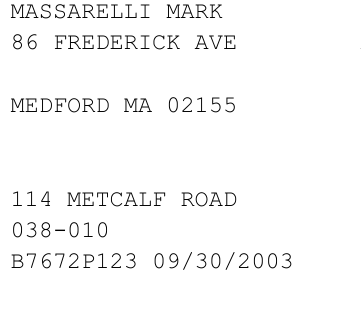 MASSARELLI MARK
86 FREDERICK AVE
MEDFORD MA 02155
114 METCALF ROAD
038-010
B7672P123 09/30/2003